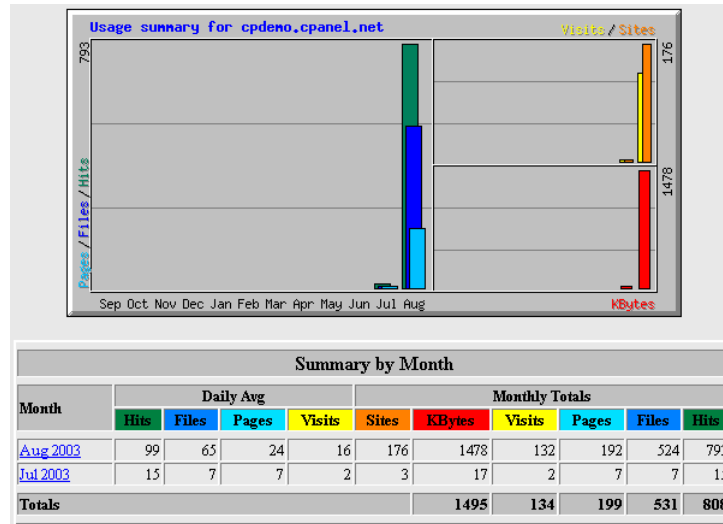 Usage summary for cpdemo.cpanel.net
Visits / Sites
793
176
1478
Pages / Files / Hits
Sep Oct Nov Dec Jan Feb Mar Apr May Jun Jul Aug
KBytes
Summary by Month
Month Daily Avg Monthly Totals
Hits Files Pages Visits Sites KBytes Visits Pages Files Hits
Aug 2003 99 65 24 16 176 1478 132 192 524
Jul 2003 15 7 7 2 3 17 2 7 7
Totals 1495 134 199 531 808